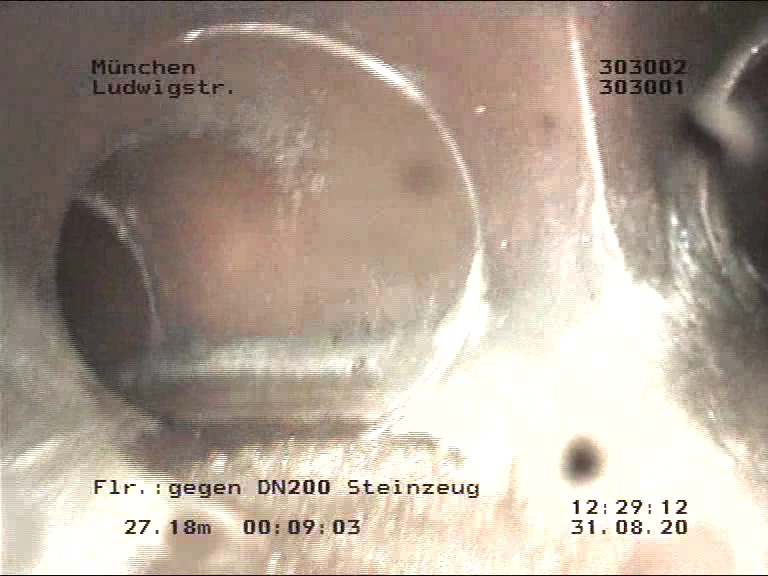 München
Ludwigstr.
303002
303001
Flr.:gegen DN200 Steinzeug
27.18m 00:09:03
12:29:12
31.08.20